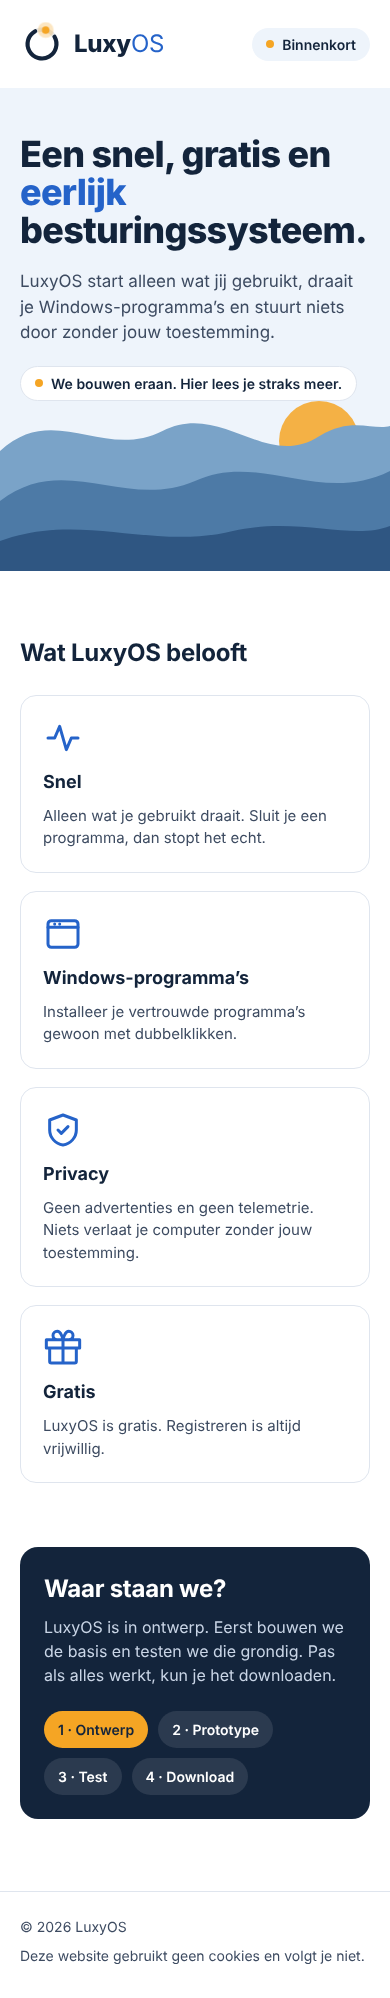 LuxyOS
Binnenkort
Een snel, gratis en
eerlijk
besturingssysteem.
LuxyOS start alleen wat jij gebruikt, draait
je Windows-programma’s en stuurt niets
door zonder jouw toestemming.
We bouwen eraan. Hier lees je straks meer.
Wat LuxyOS belooft
Snel
Alleen wat je gebruikt draait. Sluit je een
programma, dan stopt het echt.
Windows-programma’s
Installeer je vertrouwde programma’s
gewoon met dubbelklikken.
Privacy
Geen advertenties en geen telemetrie.
Niets verlaat je computer zonder jouw
toestemming.
Gratis
LuxyOS is gratis. Registreren is altijd
vrijwillig.
Waar staan we?
LuxyOS is in ontwerp. Eerst bouwen we
de basis en testen we die grondig. Pas
als alles werkt, kun je het downloaden.
1 · Ontwerp
2 · Prototype
3 · Test
4 · Download
© 2026 LuxyOS
Deze website gebruikt geen cookies en volgt je niet.